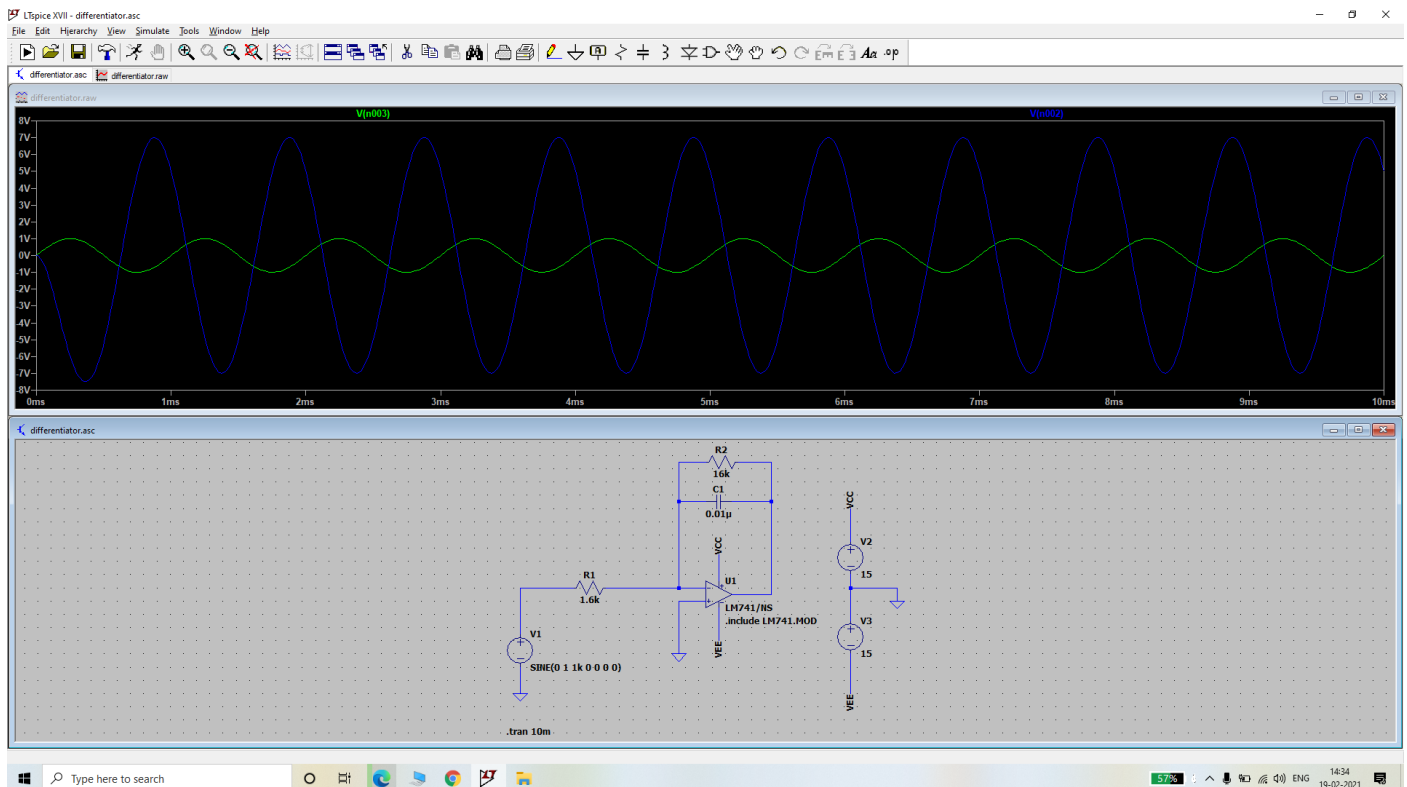 LTspice XVII - differentiator.asc
File Edit Hierarchy View Simulate Tools Window Help
differentiator.asc differentiator.raw
differentiator.raw
V(n003) V(n002)
8V
7V
6V
5V
4V
3V
2V
1V
0V
-1V
-2V
-3V
-4V
-5V
-6V
-7V
-8V
0ms 1ms 2ms 3ms 4ms 5ms 6ms 7ms 8ms 9ms 10ms
differentiator.asc
R2
16k
C1
0.01µ
VCC
VCC
V2
15
R1
1.6k
U1
LM741/NS
.include LM741.MOD
VEE
V3
15
VEE
V1
SINE(0 1 1k 0 0 0 0)
.tran 10m
Type here to search
57%
ENG
14:34
19-02-2021